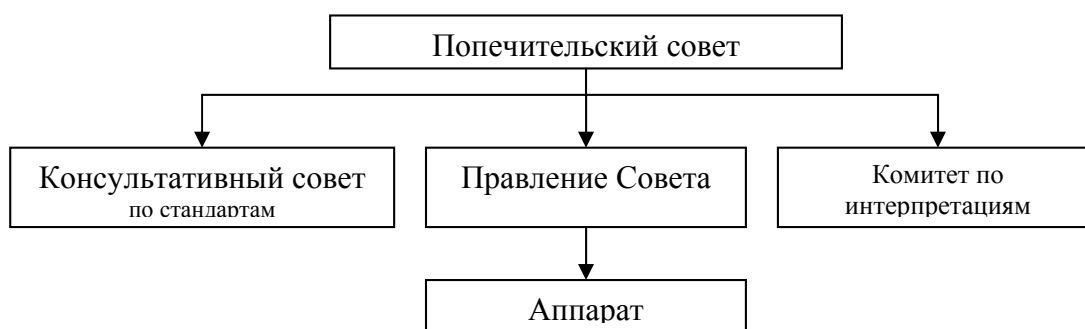 Попечительский совет
Консультативный совет
по стандартам
Правление Совета
Комитет по
интерпретациям
Аппарат